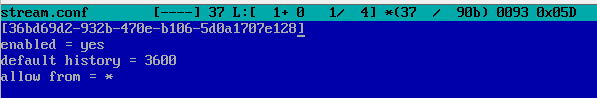 stream.conf [----] 37 L:[ 1+ 0 1/ 4] *(37 / 90b) 0093 0x05D
[36bd69d2-932b-470e-b106-5d0a1707e128]
enabled = yes
default history = 3600
allow from = *